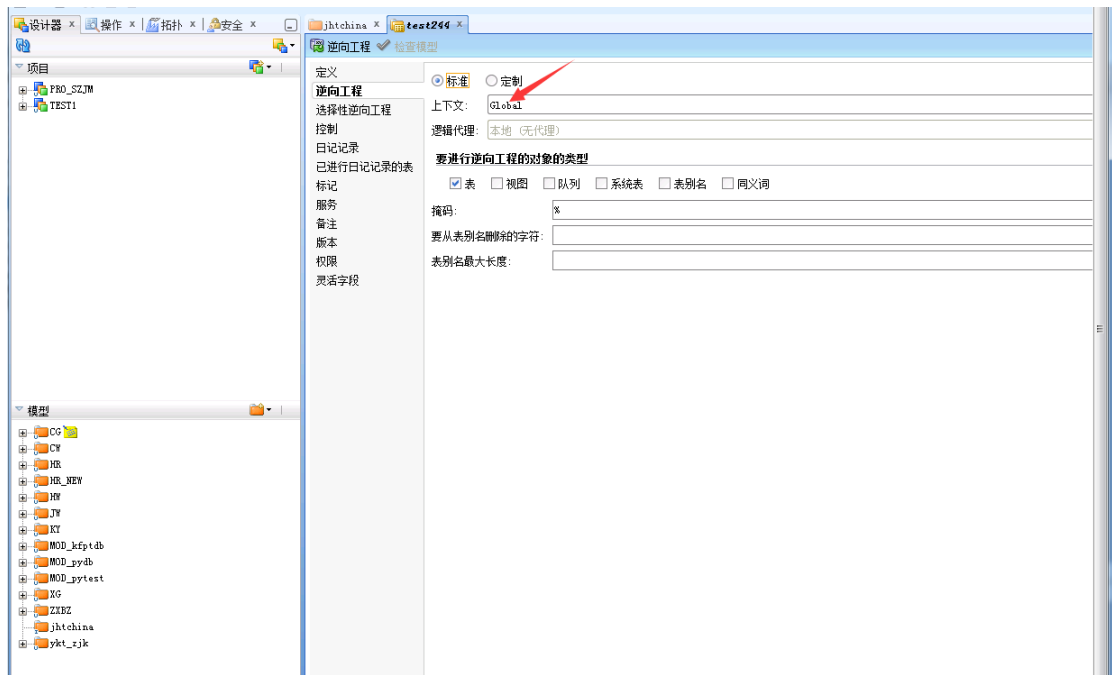 设计器 操作 拓扑 安全
项目
PRO_SZJM
TEST1
模型
CG
CW
HR
HR_NEW
HW
JW
KY
MOD_kfptdb
MOD_pydb
MOD_pytest
XG
ZXBZ
jhtchina
ykt_zjk
jhtchina test244
逆向工程 检查模型
定义
逆向工程
选择性逆向工程
控制
日记记录
已进行日记记录的表
标记
服务
备注
版本
权限
灵活字段
标准 定制
上下文: Global
逻辑代理: 本地 (无代理)
要进行逆向工程的对象的类型
表 视图 队列 系统表 表别名 同义词
掩码: %
要从表别名删除的字符:
表别名最大长度: